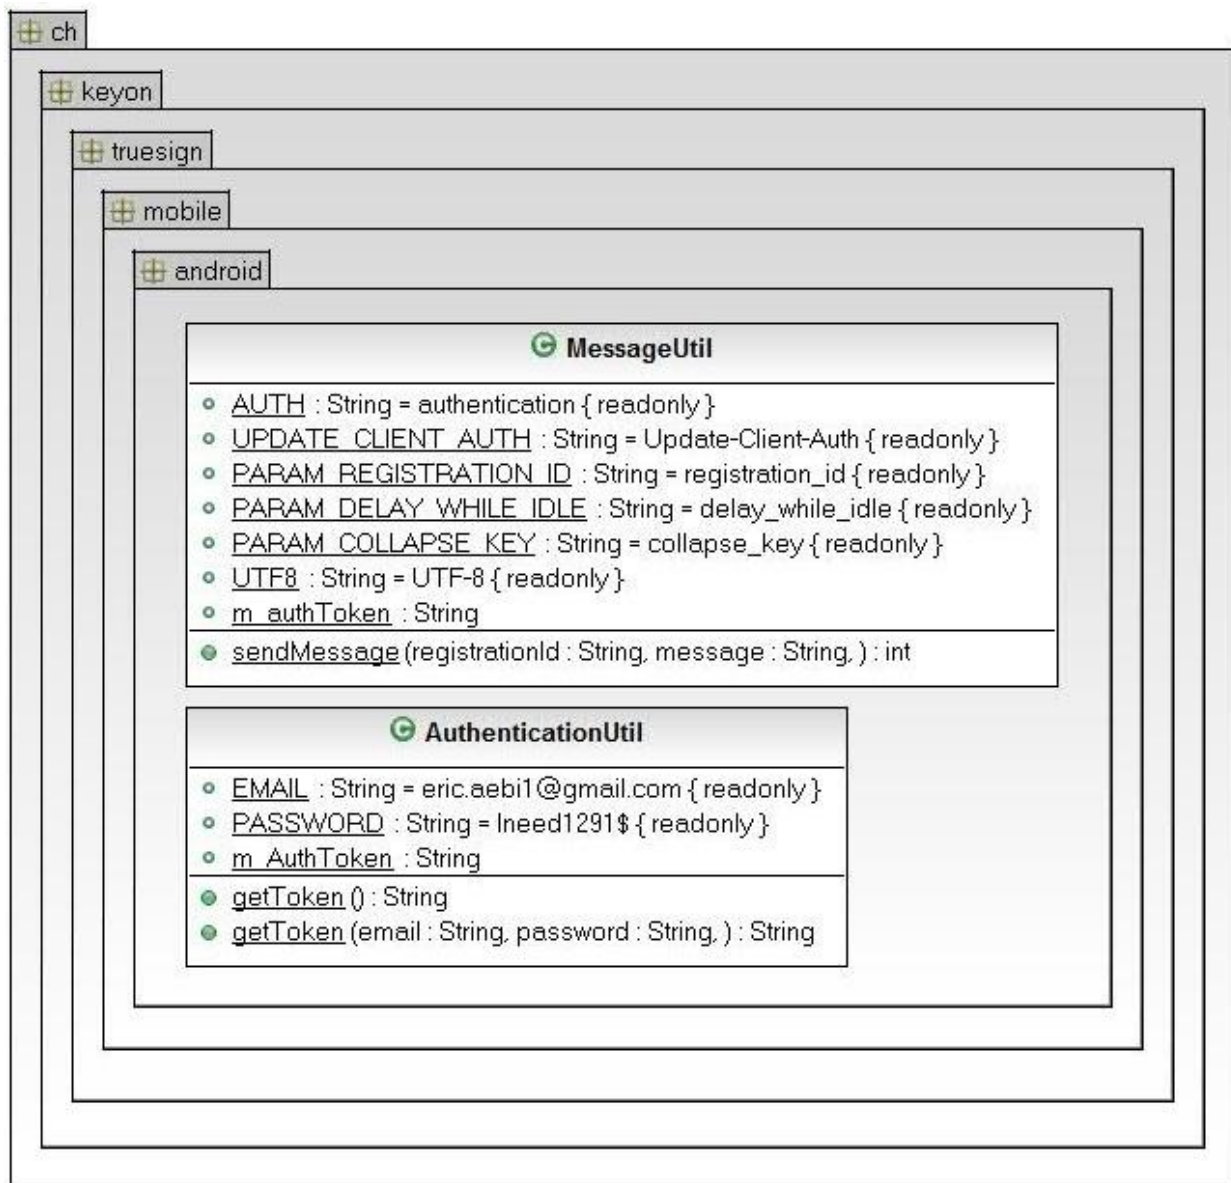 ch
keyon
truesign
mobile
android
MessageUtil
AUTH : String = authentication { readonly }
UPDATE_CLIENT_AUTH : String = Update-Client-Auth { readonly }
PARAM_REGISTRATION_ID : String = registration_id { readonly }
PARAM_DELAY_WHILE_IDLE : String = delay_while_idle { readonly }
PARAM_COLLAPSE_KEY : String = collapse_key { readonly }
UTF8 : String = UTF-8 { readonly }
m_authToken : String
sendMessage (registrationId : String, message : String, ) : int
AuthenticationUtil
EMAIL : String = eric.aebi1@gmail.com { readonly }
PASSWORD : String = Ineed1291$ { readonly }
m_AuthToken : String
getToken () : String
getToken (email : String, password : String, ) : String